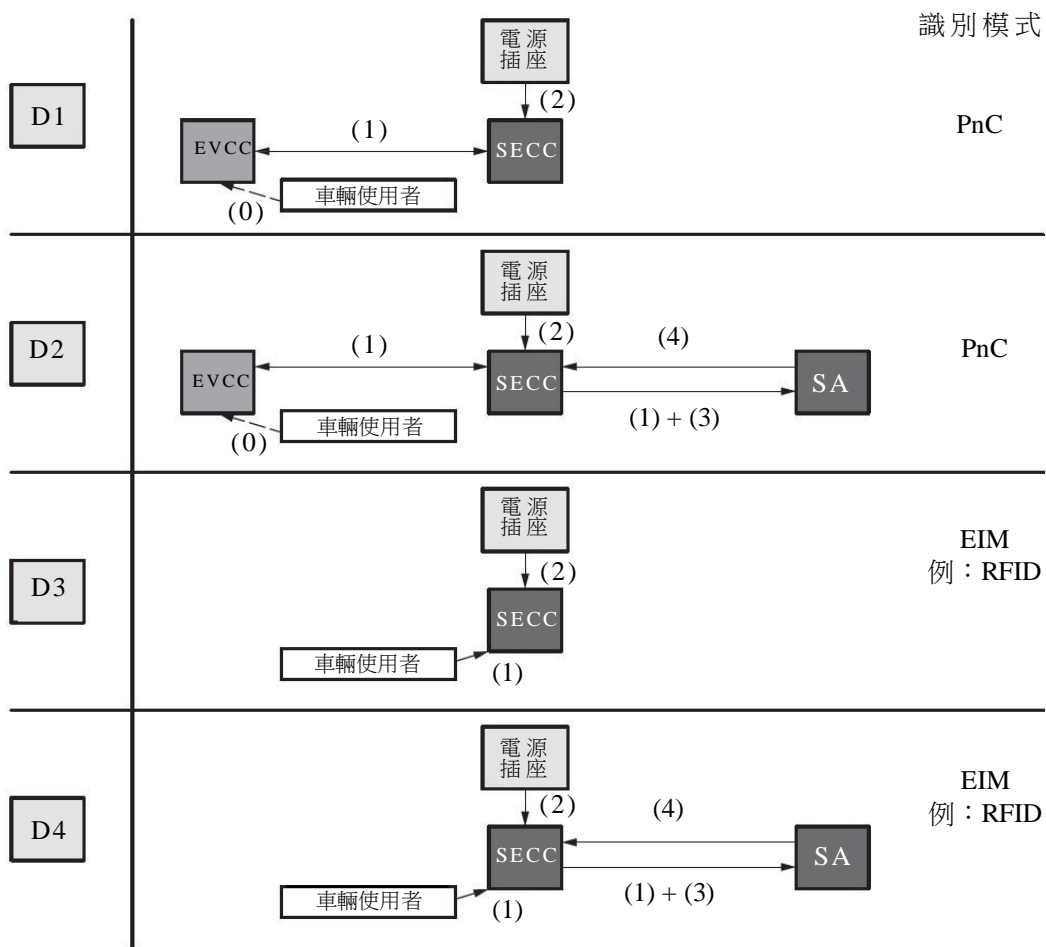 識別模式
電源
插座
(2)
D1
PnC
(1)
EVCC
SECC
車輛使用者
(0)
電源
插座
(2)
(4)
D2
PnC
(1)
EVCC
SECC
SA
車輛使用者
(1) + (3)
(0)
電源
插座
EIM
例：RFID
(2)
D3
SECC
車輛使用者
(1)
電源
插座
EIM
例：RFID
(2)
(4)
D4
SECC
SA
車輛使用者
(1)
(1) + (3)